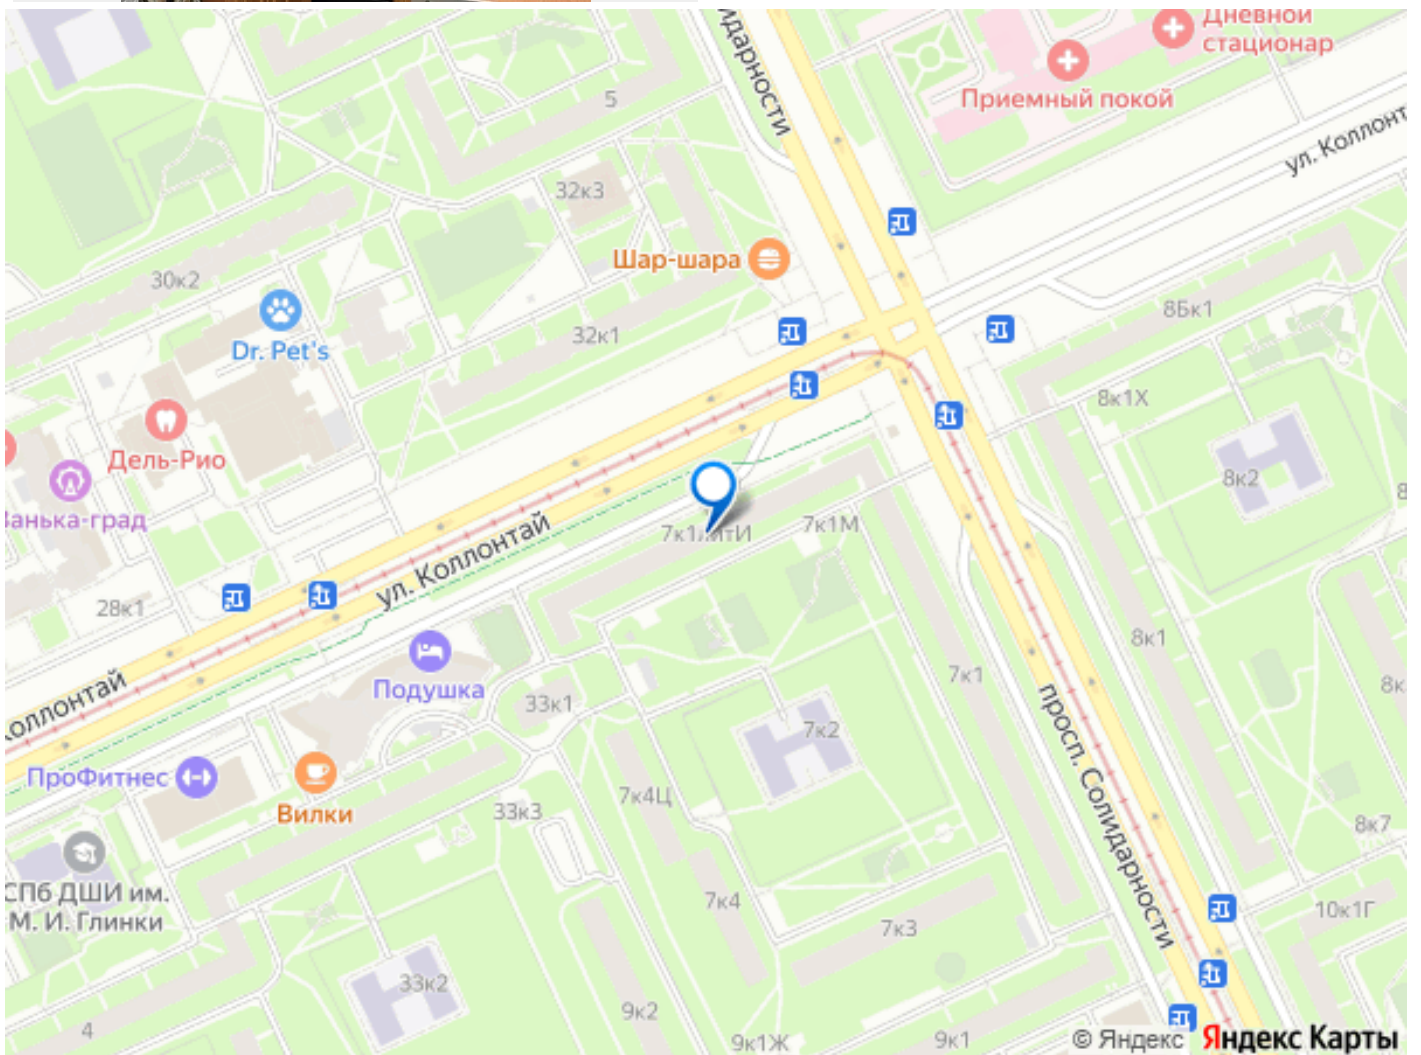 Дневной
стационар
Приемный покой
5
ул. Коллонт
32к3
Шар-шара
30к2
32к1
Dr. Pet's
8Бк1
8к1Х
Дель-Рио
8к2
7к1М
ул. Коллонтай
28к1
8к1
Подушка
7к1
33к1
7к2
просп. Солидарности
ПроФитнес
Вилки
7к4Ц
33к3
8к7
СПб ДШИ им.
М. И. Глинки
7к4
7к3
10к1Г
33к2
9к2
4
9к1Ж
9к1
© Яндекс Яндекс Карты